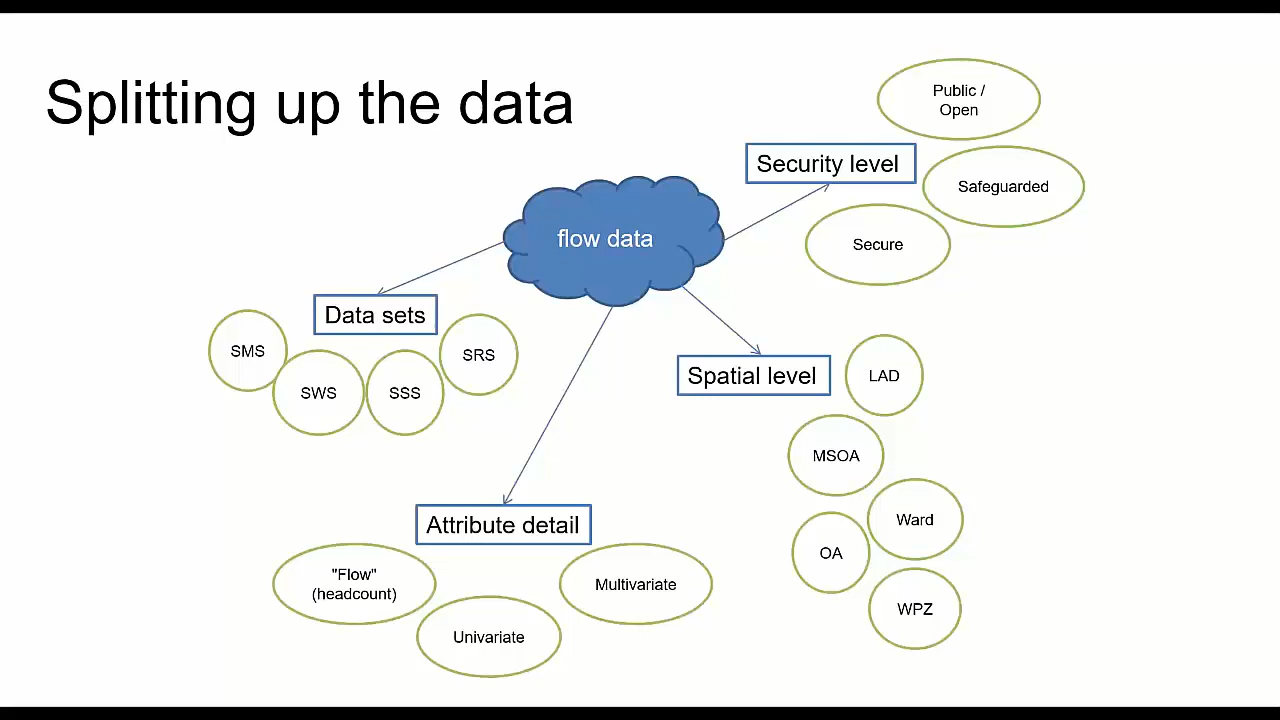 Splitting up the data
flow data
Security level
Public /
Open
Safeguarded
Secure
Data sets
SMS
SWS
SSS
SRS
Spatial level
LAD
MSOA
Ward
OA
WPZ
Attribute detail
"Flow"
(headcount)
Univariate
Multivariate